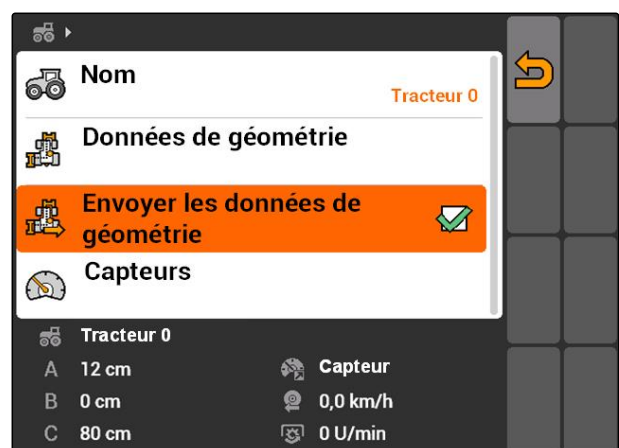 Nom
Tracteur 0
Données de géométrie
Envoyer les données de
géométrie
Capteurs
Tracteur 0
A 12 cm
Capteur
B 0 cm
0,0 km/h
C 80 cm
0 U/min